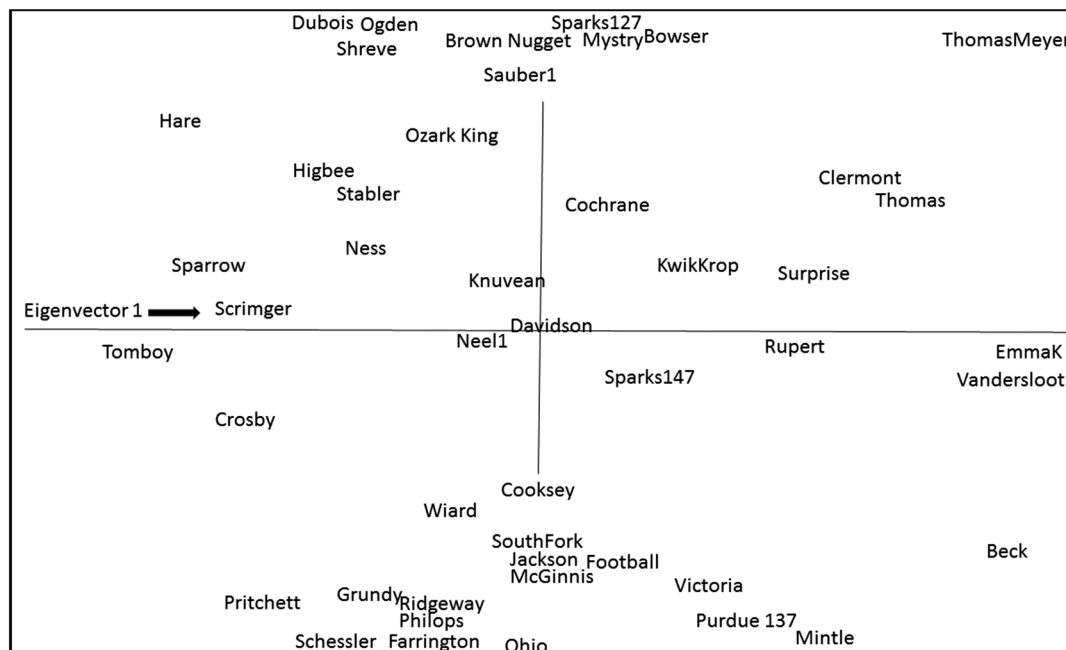 Dubois
Ogden
Sparks127
Shreve
Brown Nugget
Mystry
Bowser
ThomasMeyer
Sauber1
Hare
Ozark King
Higbee
Stabler
Clermont
Thomas
Cochrane
Ness
Sparrow
Knuvean
KwikKrop
Surprise
Eigenvector 1
Scrimger
Davidson
Neel1
Tomboy
Rupert
EmmaK
Sparks147
Vandersloot
Crosby
Cooksey
Wiard
SouthFork
Jackson
Football
Beck
McGinnis
Victoria
Grundy
Pritchett
Ridgeway
Philops
Purdue 137
Schessler
Farrington
Ohio
Mintle